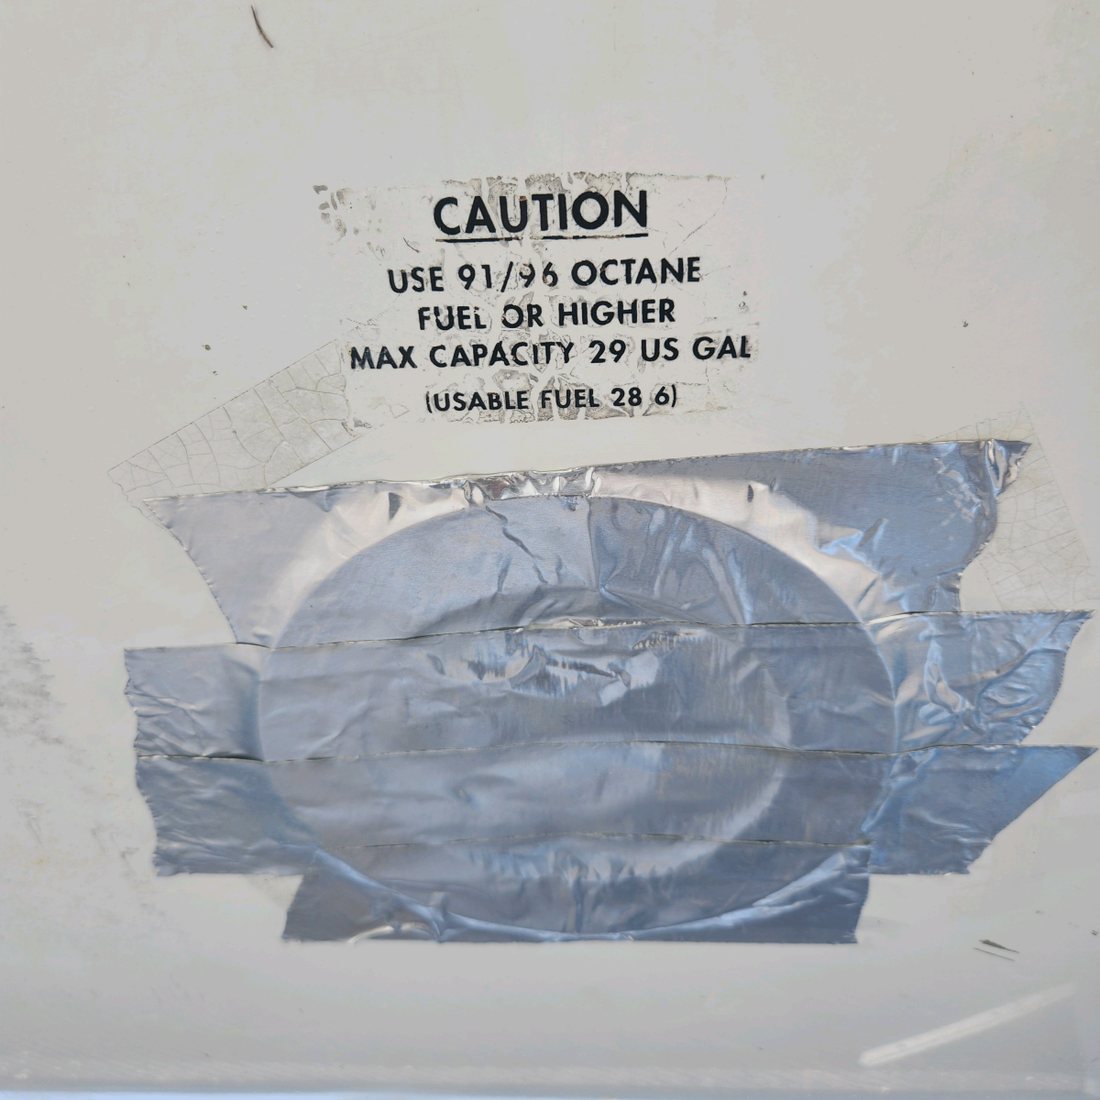 CAUTION
USE 91/96 OCTANE
FUEL OR HIGHER
MAX CAPACITY 29 US GAL
(USABLE FUEL 28 6)